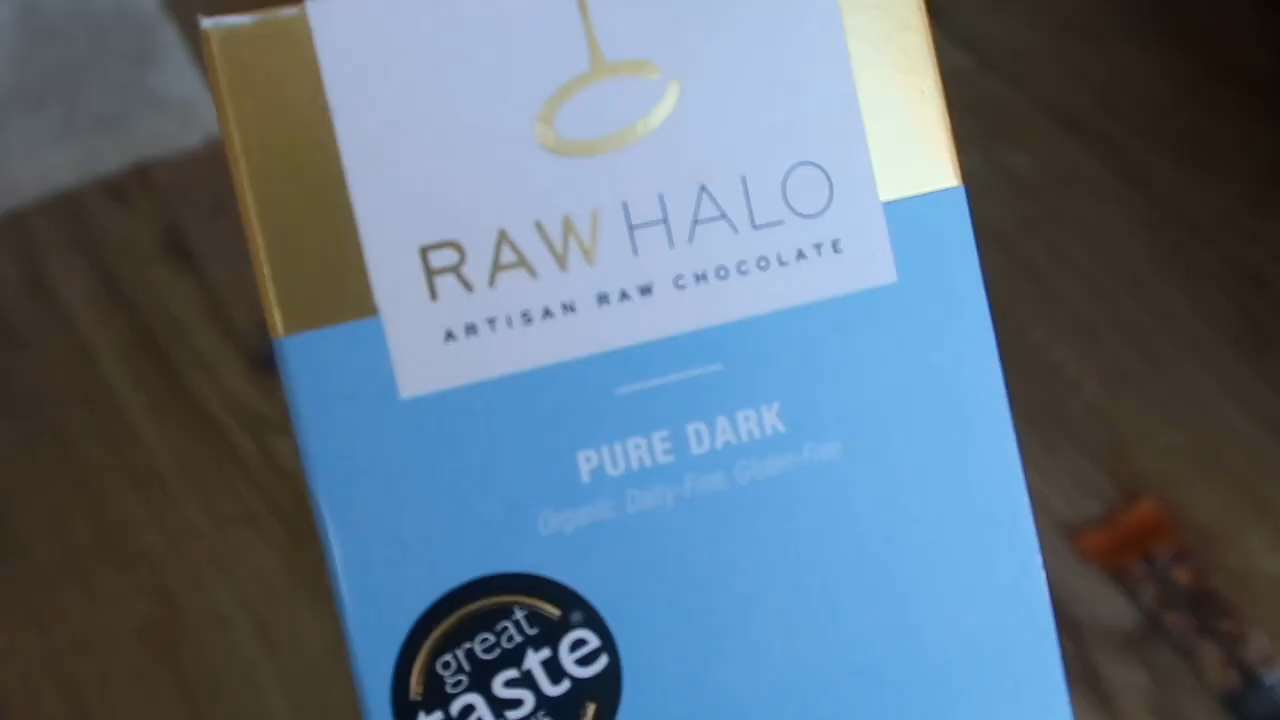 RAW HALO
ARTISAN RAW CHOCOLATE
PURE DARK
Organic Dairy-Free Gluten-Free
great
taste